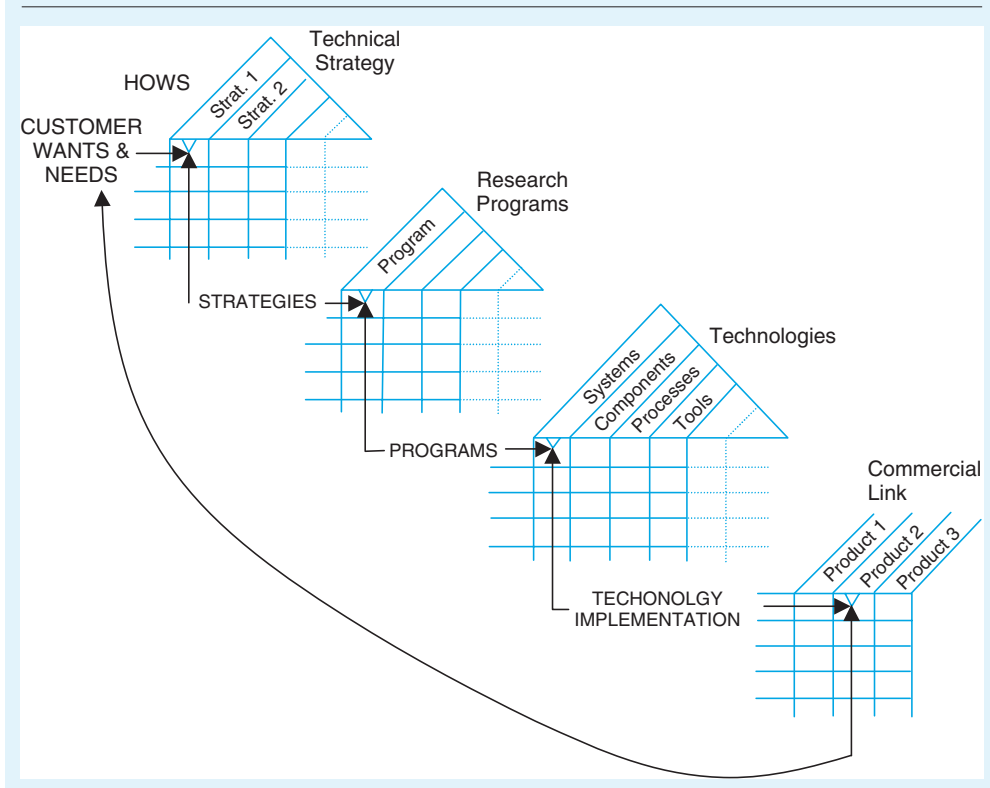 Technical
Strategy
HOWS
Strat. 1
Strat. 2
CUSTOMER
WANTS &
NEEDS
Research
Programs
Program
STRATEGIES
Technologies
Systems
Components
Processes
Tools
PROGRAMS
Commercial
Link
Product 1
Product 2
Product 3
TECHONOLGY
IMPLEMENTATION